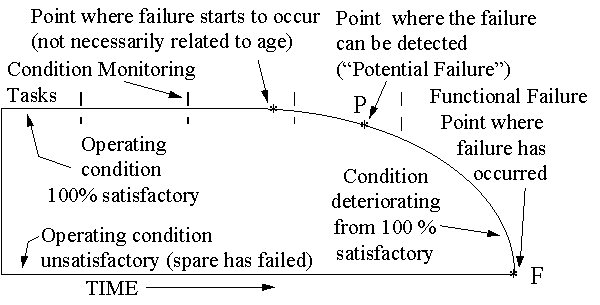 Point where failure starts to occur
(not necessarily related to age)
Point where the failure
can be detected
("Potential Failure")
Condition Monitoring
Tasks
P
Functional Failure
Point where
failure has
occurred
Operating
condition
100% satisfactory
Condition
deteriorating
from 100 %
satisfactory
Operating condition
unsatisfactory (spare has failed)
F
TIME